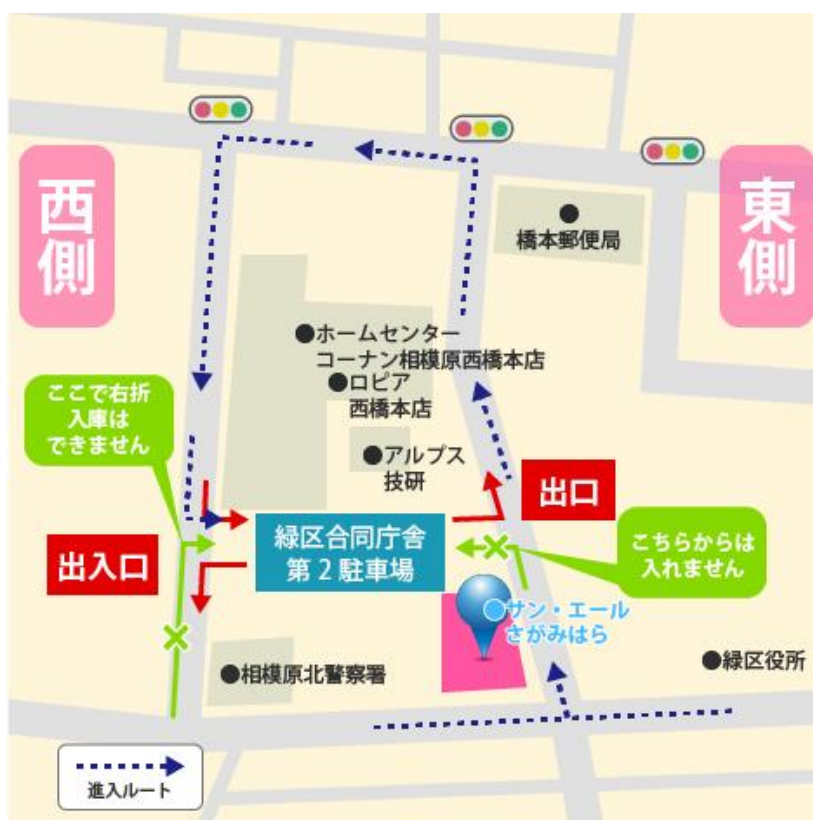 西側
東側
橋本郵便局
ホームセンター
コーナン相模原西橋本店
ロピア
西橋本店
ここで右折
入庫は
できません
アルプス
技研
出口
出入口
緑区合同庁舎
第2駐車場
こちらからは
入れません
サン・エール
さがみはら
緑区役所
相模原北警察署
進入ルート